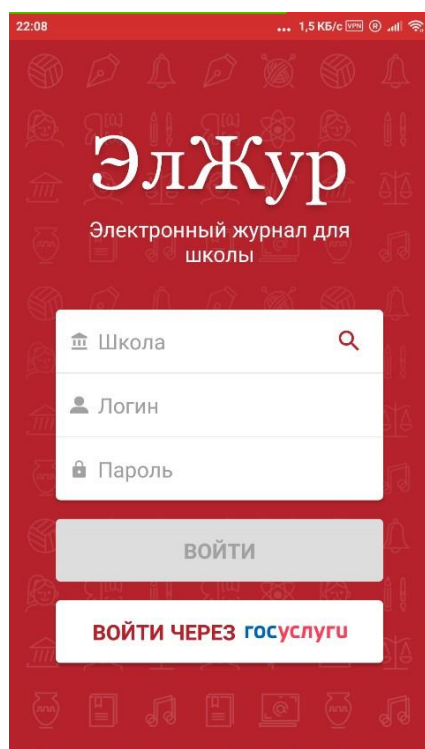 22:08 ... 1,5 КБ/с VPN R
ЭлЖур
Электронный журнал для
школы
Школа
Логин
Пароль
ВОЙТИ
ВОЙТИ ЧЕРЕЗ госуслуги